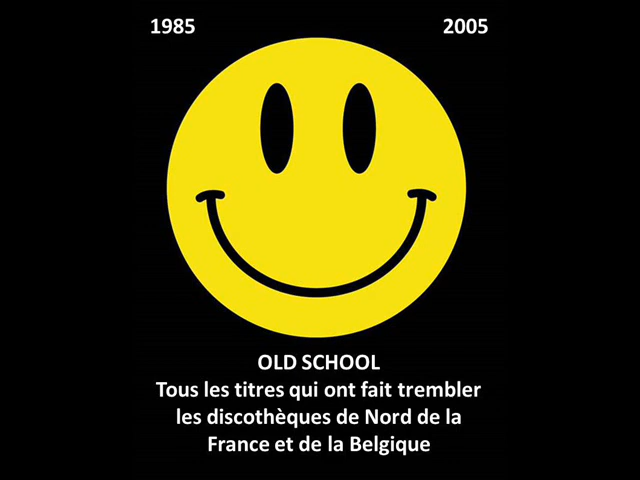 1985 2005
OLD SCHOOL
Tous les titres qui ont fait trembler
les discothèques de Nord de la
France et de la Belgique